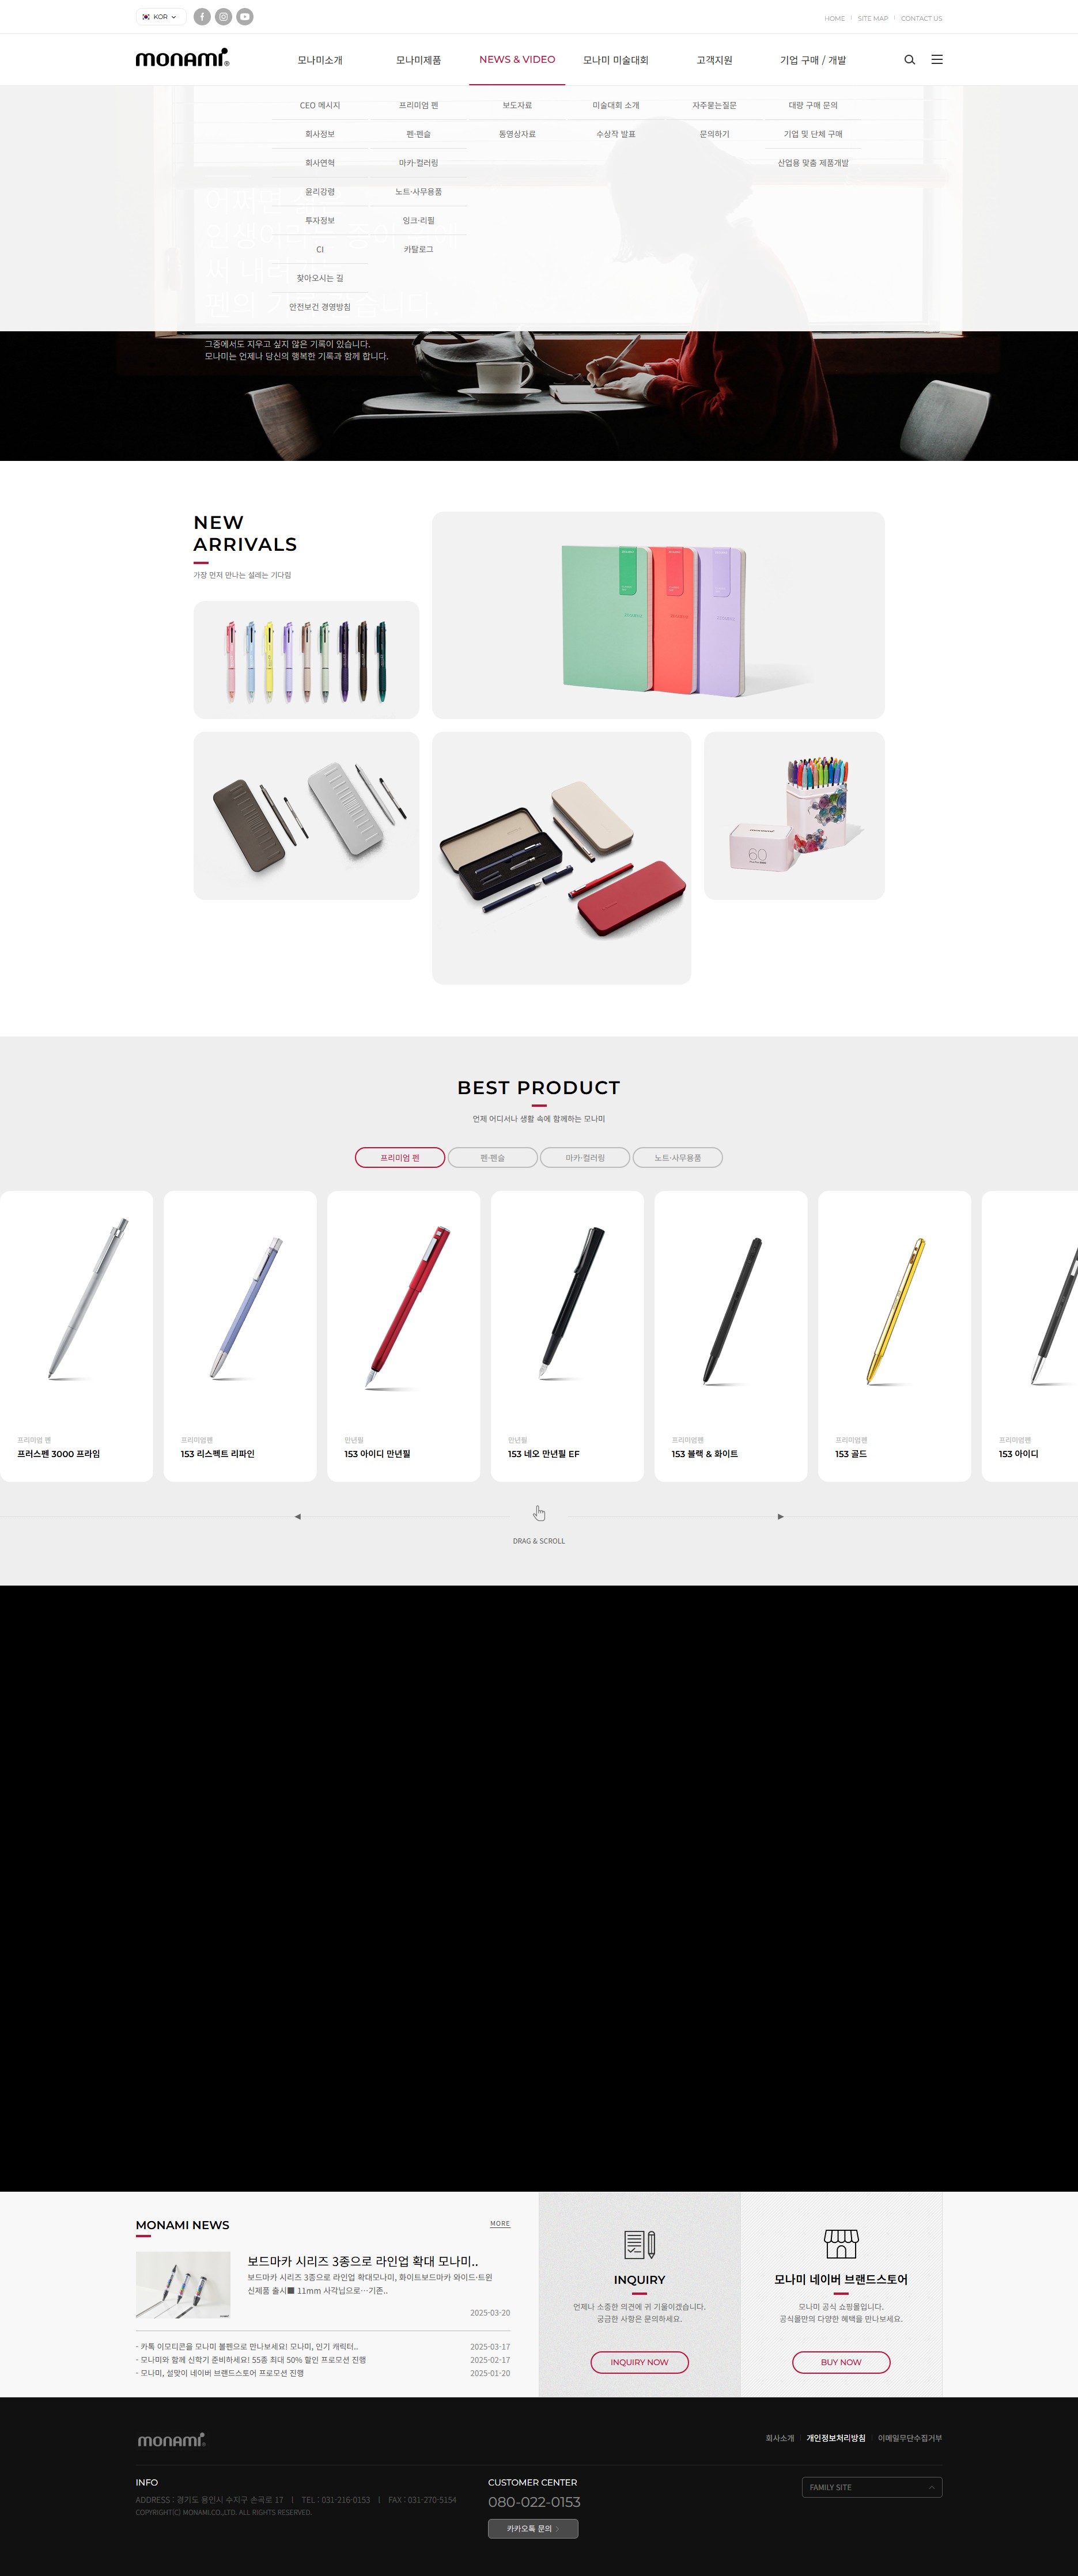 KOR
HOME
SITE MAP
CONTACT US
monami
모나미소개
모나미제품
NEWS & VIDEO
모나미 미술대회
고객지원
기업 구매 / 개발
CEO 메시지
프리미엄 펜
보도자료
미술대회 소개
자주묻는질문
대량 구매 문의
회사정보
펜·펜슬
동영상자료
수상작 발표
문의하기
기업 및 단체 구매
회사연혁
마카·컬러링
산업용 맞춤 제품개발
윤리강령
노트·사무용품
투자정보
잉크·리필
CI
카탈로그
찾아오시는 길
안전보건 경영방침
어쩌면
써 내려
펜의
그중에서도 지우고 싶지 않은 기록이 있습니다.
모나미는 언제나 당신의 행복한 기록과 함께 합니다.
NEW
ARRIVALS
가장 먼저 만나는 설레는 기다림
monami
60
BEST PRODUCT
언제 어디서나 생활 속에 함께하는 모나미
프리미엄 펜
펜·펜슬
마카·컬러링
노트·사무용품
프리미엄 펜
프러스펜 3000 프라임
프리미엄펜
153 리스펙트 리파인
만년필
153 아이디 만년필
만년필
153 네오 만년필 EF
프리미엄펜
153 블랙 & 화이트
프리미엄펜
153 골드
프리미엄펜
153 아이디
DRAG & SCROLL
MONAMI NEWS
MORE
보드마카 시리즈 3종으로 라인업 확대 모나미..
보드마카 시리즈 3종으로 라인업 확대모나미, 화이트보드마카 와이드·트윈
신제품 출시■ 11mm 사각닙으로…기존..
2025-03-20
- 카톡 이모티콘을 모나미 볼펜으로 만나보세요! 모나미, 인기 캐릭터..
2025-03-17
- 모나미와 함께 신학기 준비하세요! 55종 최대 50% 할인 프로모션 진행
2025-02-17
- 모나미, 설맞이 네이버 브랜드스토어 프로모션 진행
2025-01-20
INQUIRY
언제나 소중한 의견에 귀 기울이겠습니다.
궁금한 사항은 문의하세요.
INQUIRY NOW
모나미 네이버 브랜드스토어
모나미 공식 쇼핑몰입니다.
공식몰만의 다양한 혜택을 만나보세요.
BUY NOW
monami
회사소개
개인정보처리방침
이메일무단수집거부
INFO
ADDRESS : 경기도 용인시 수지구 손곡로 17 | TEL : 031-216-0153 | FAX : 031-270-5154
COPYRIGHT(C) MONAMI.CO.,LTD. ALL RIGHTS RESERVED.
CUSTOMER CENTER
080-022-0153
카카오톡 문의
FAMILY SITE